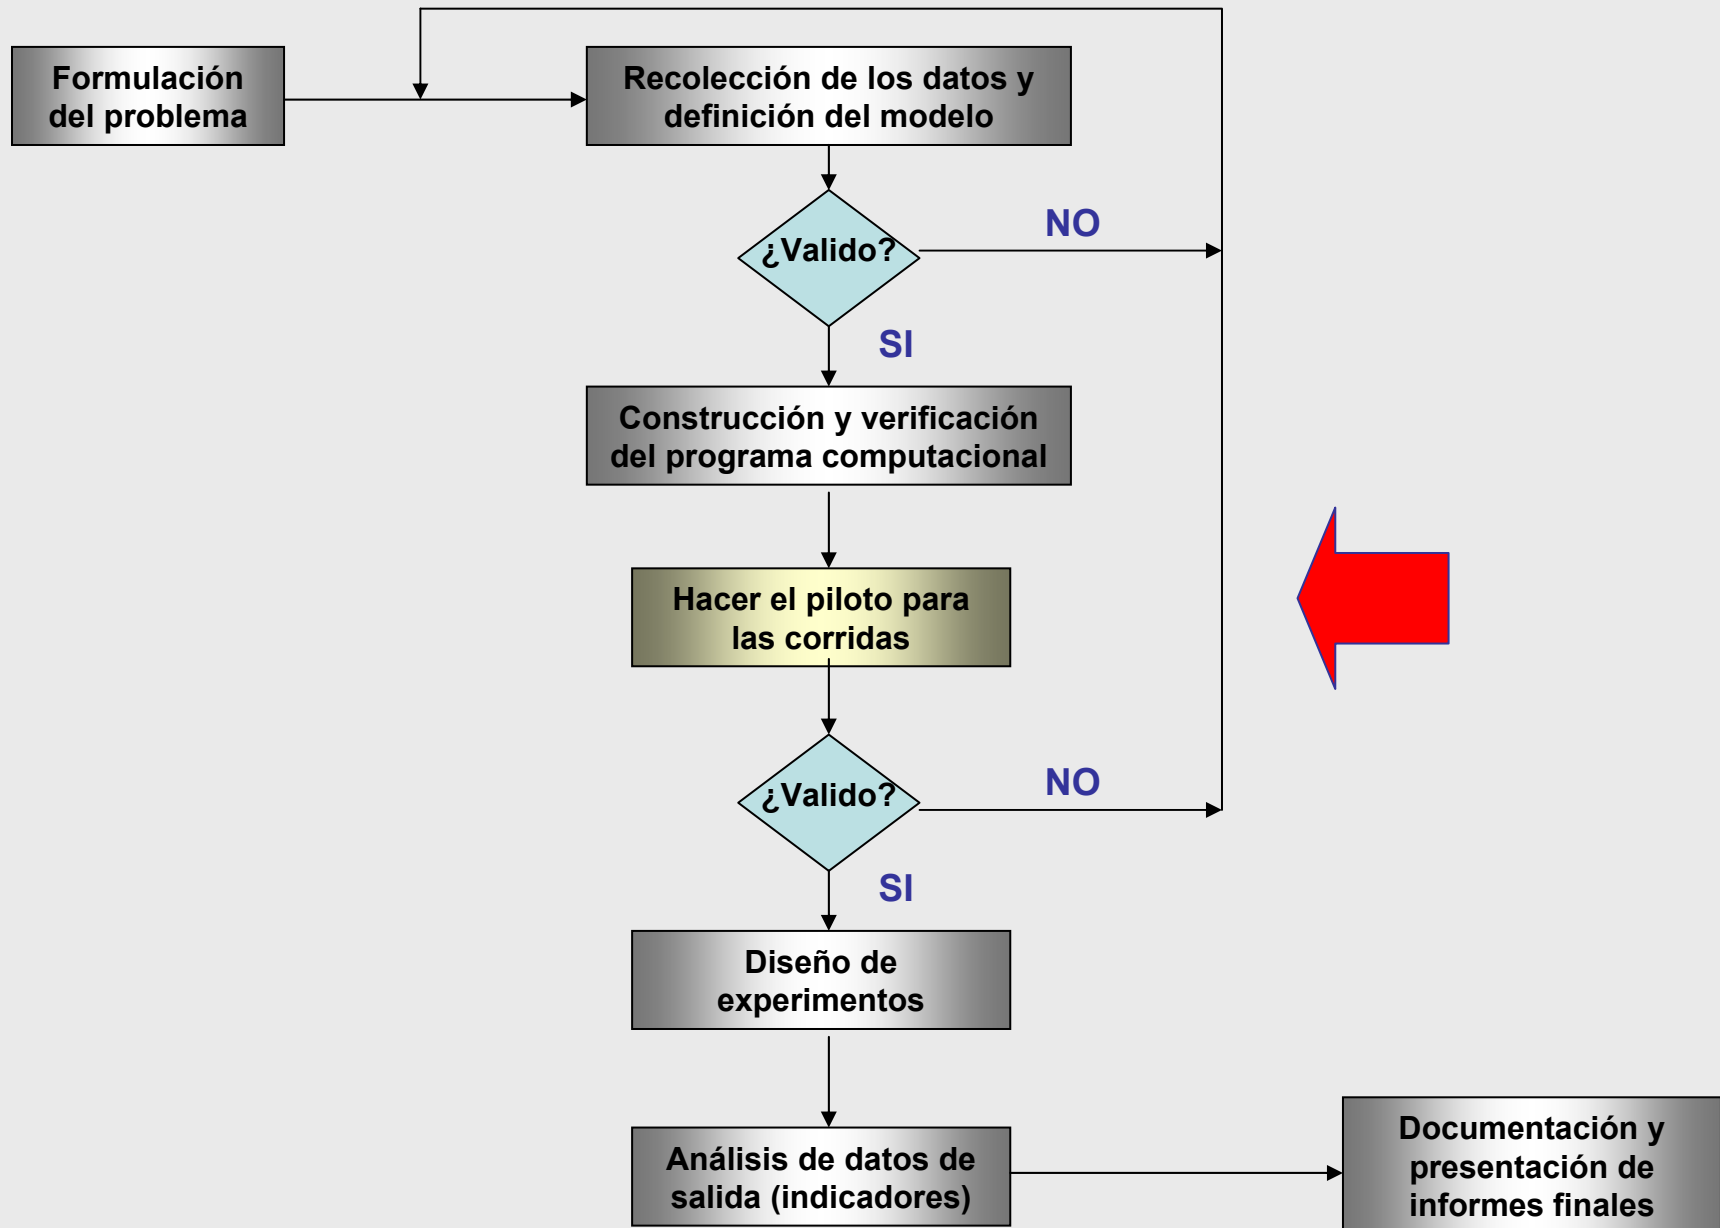 Formulación
del problema
Recolección de los datos y
definición del modelo
¿Valido?
NO
SI
Construcción y verificación
del programa computacional
Hacer el piloto para
las corridas
¿Valido?
NO
SI
Diseño de
experimentos
Análisis de datos de
salida (indicadores)
Documentación y
presentación de
informes finales